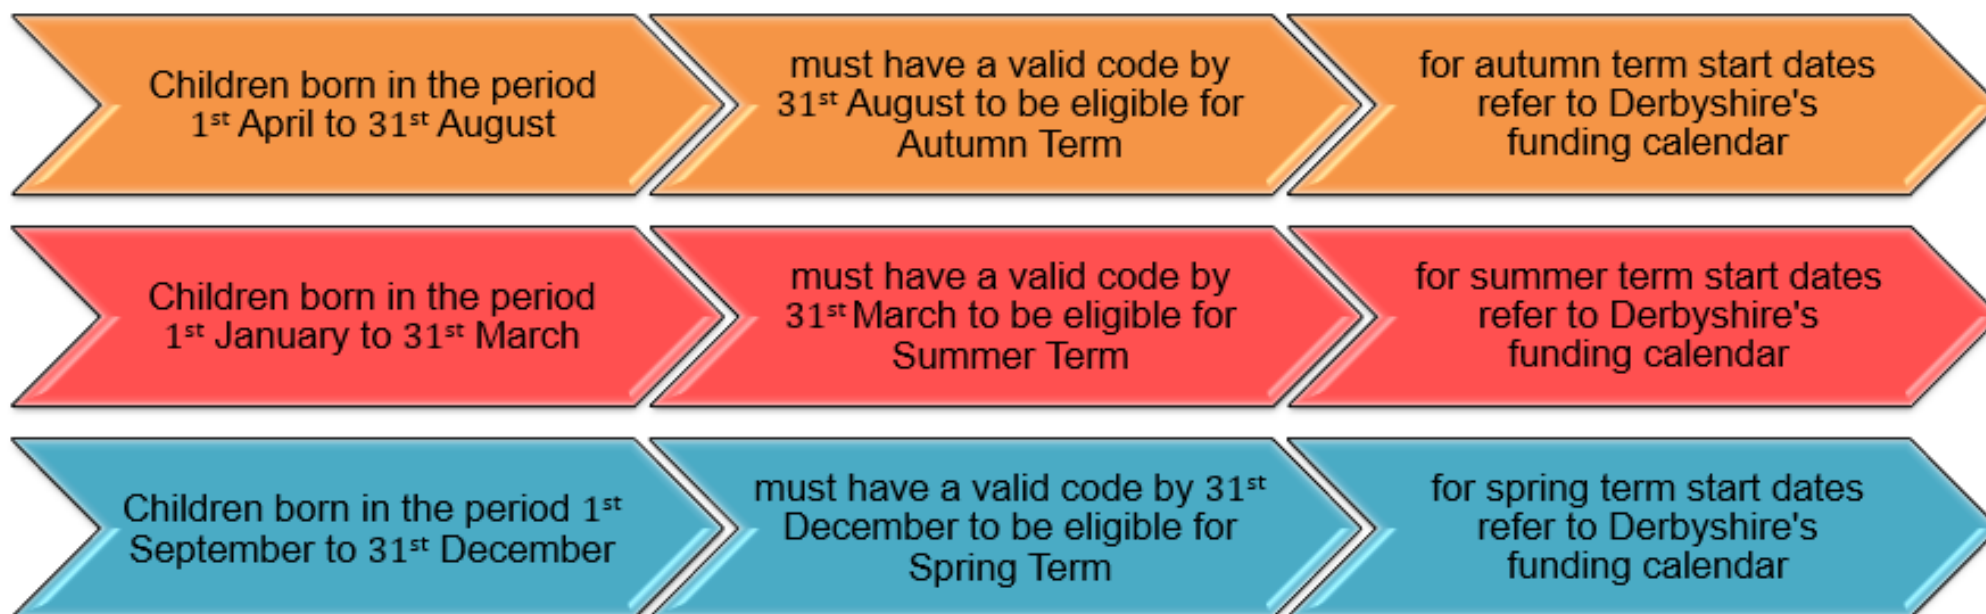 Children born in the period
1st April to 31st August
must have a valid code by
31st August to be eligible for
Autumn Term
for autumn term start dates
refer to Derbyshire's
funding calendar
Children born in the period
1st January to 31st March
must have a valid code by
31st March to be eligible for
Summer Term
for summer term start dates
refer to Derbyshire's
funding calendar
Children born in the period 1st
September to 31st December
must have a valid code by 31st
December to be eligible for
Spring Term
for spring term start dates
refer to Derbyshire's
funding calendar